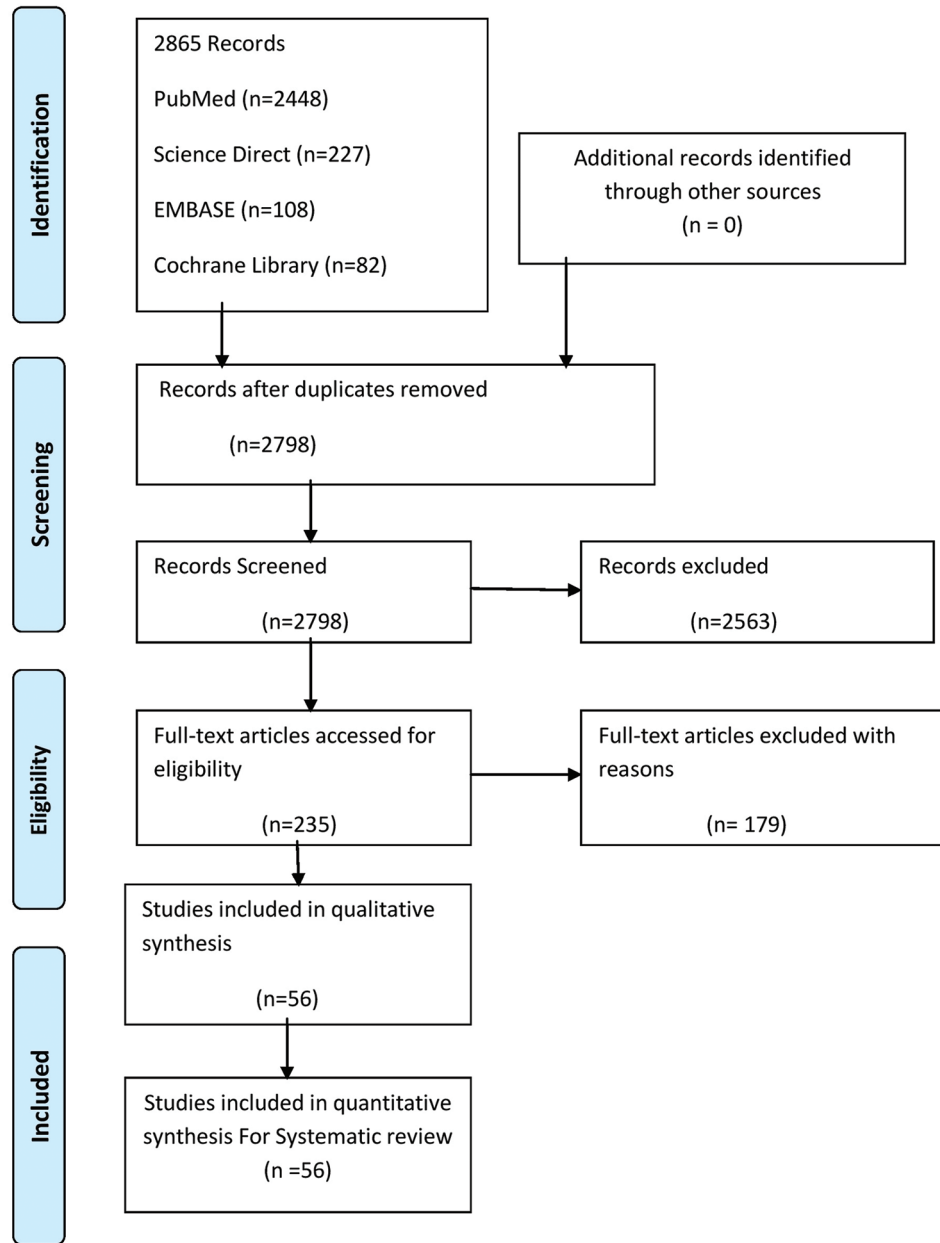 Identification
2865 Records
PubMed (n=2448)
Science Direct (n=227)
EMBASE (n=108)
Cochrane Library (n=82)
Additional records identified
through other sources
(n = 0)
Screening
Records after duplicates removed
(n=2798)
Records Screened
(n=2798)
Records excluded
(n=2563)
Eligibility
Full-text articles accessed for
eligibility
(n=235)
Full-text articles excluded with
reasons
(n= 179)
Studies included in qualitative
synthesis
(n=56)
Included
Studies included in quantitative
synthesis For Systematic review
(n =56)